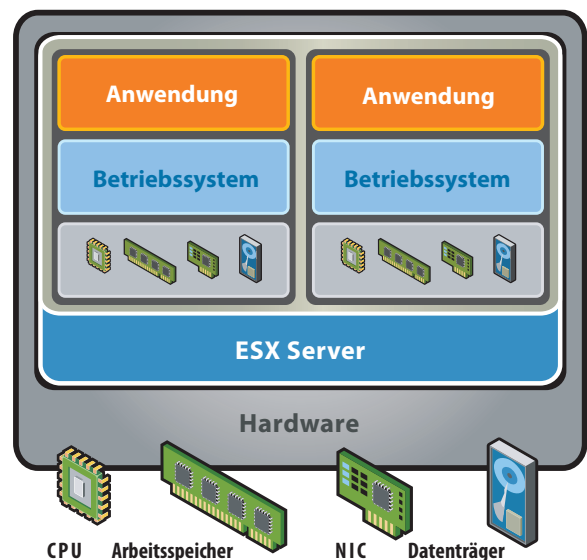 Anwendung Anwendung
Betriebssystem Betriebssystem
ESX Server
Hardware
CPU Arbeitsspeicher NIC Datenträger